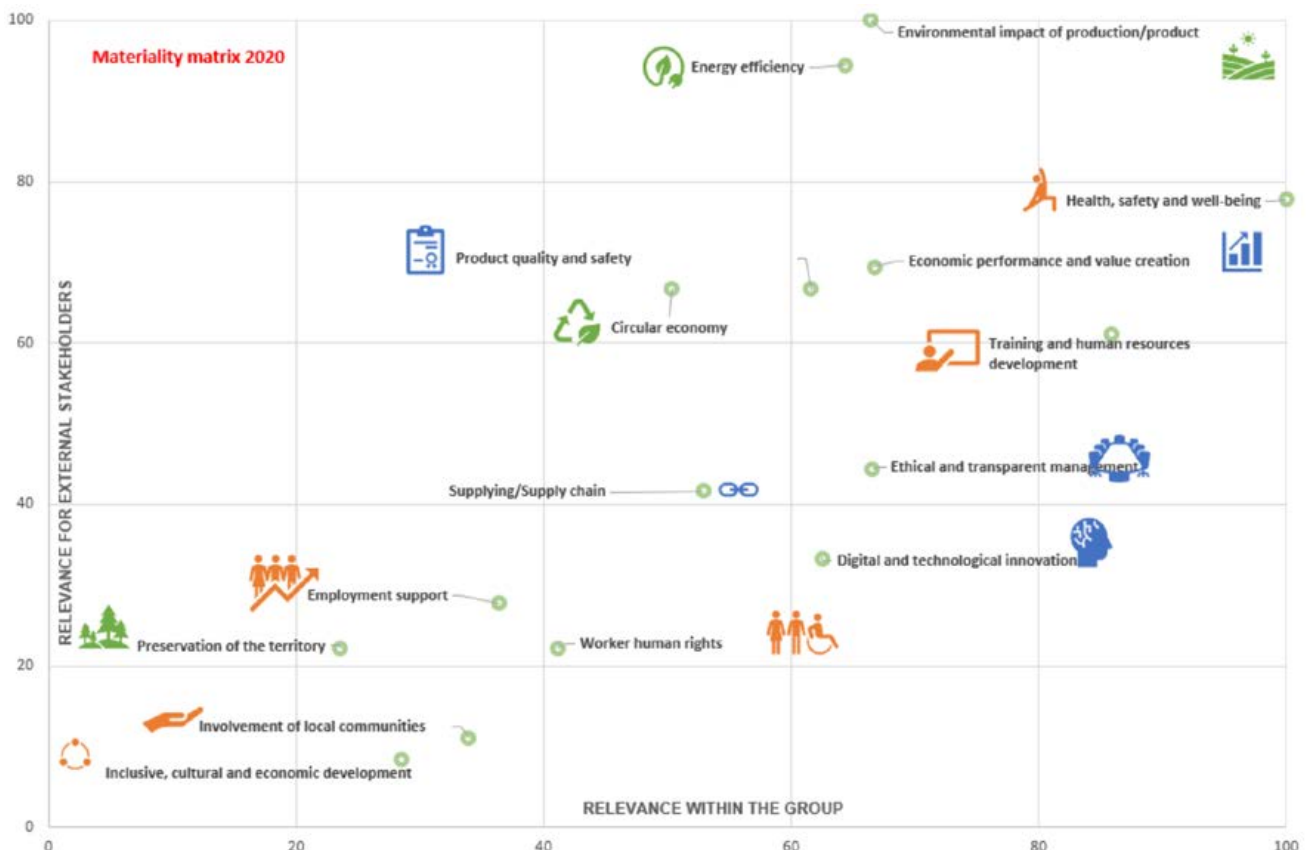 100
Environmental impact of production/product
Materiality matrix 2020
Energy efficiency
80
Health, safety and well-being
Product quality and safety
Economic performance and value creation
RELEVANCE FOR EXTERNAL STAKEHOLDERS
Circular economy
60
Training and human resources
development
Ethical and transparent management
Supplying/Supply chain
40
Digital and technological innovation
Employment support
Preservation of the territory
Worker human rights
20
Involvement of local communities
Inclusive, cultural and economic development
RELEVANCE WITHIN THE GROUP
0
0
20
40
60
80
100